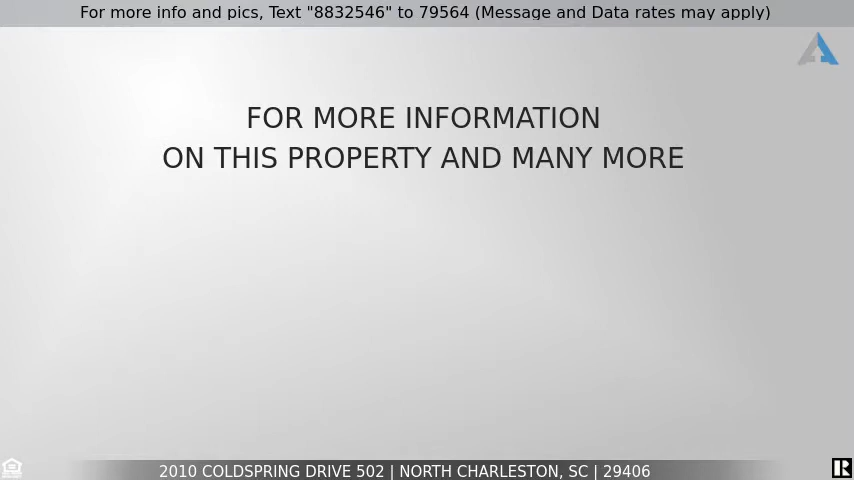 For more info and pics, Text "8832546" to 79564 (Message and Data rates may apply)
FOR MORE INFORMATION
ON THIS PROPERTY AND MANY MORE
2010 COLDSPRING DRIVE 502 | NORTH CHARLESTON, SC | 29406